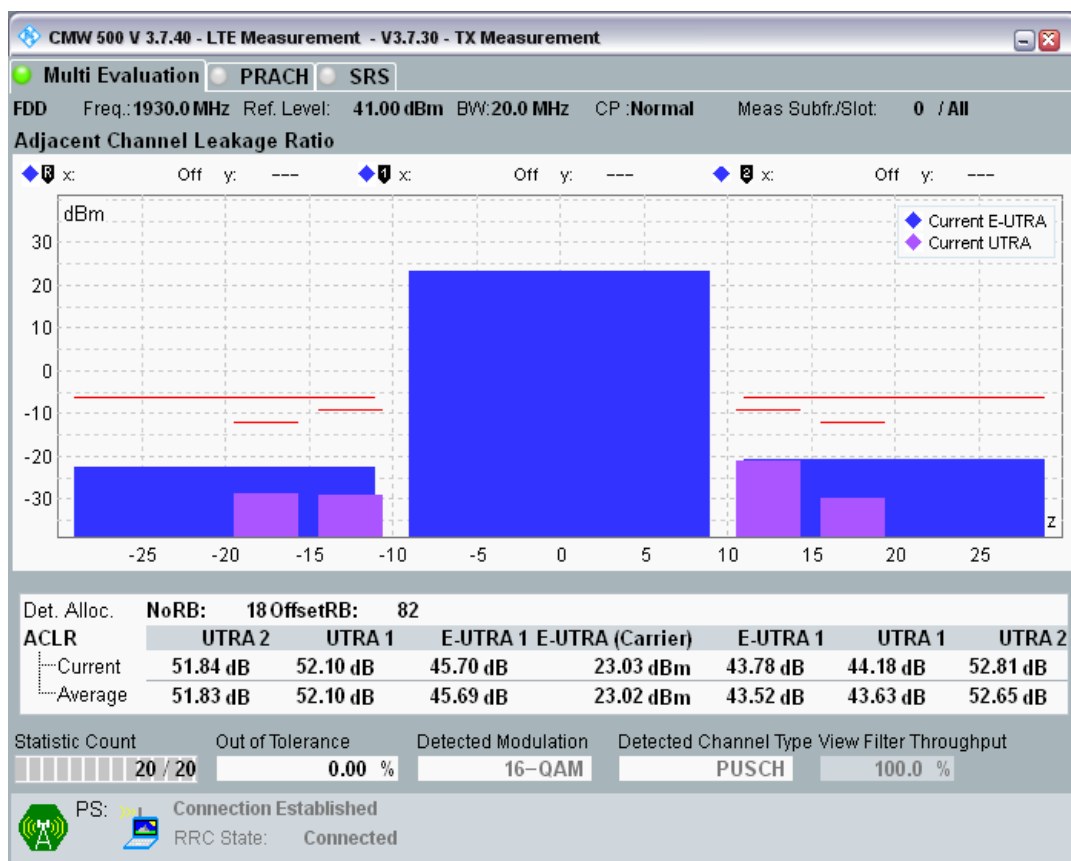 CMW 500 V 3.7.40 - LTE Measurement - V3.7.30 - TX Measurement
Multi Evaluation PRACH SRS
FDD Freq.: 1930.0 MHz Ref. Level: 41.00 dBm BW: 20.0 MHz CP : Normal Meas Subfr./Slot: 0 / All
Adjacent Channel Leakage Ratio
R x: Off y: --- 1 x: Off y: --- 2 x: Off y: ---
dBm
Current E-UTRA
Current UTRA
30
20
10
0
-10
-20
-30
z
-25 -20 -15 -10 -5 0 5 10 15 20 25
Det. Alloc. NoRB: 18 OffsetRB: 82
ACLR UTRA 2 UTRA 1 E-UTRA 1 E-UTRA (Carrier) E-UTRA 1 UTRA 1 UTRA 2
Current 51.84 dB 52.10 dB 45.70 dB 23.03 dBm 43.78 dB 44.18 dB 52.81 dB
Average 51.83 dB 52.10 dB 45.69 dB 23.02 dBm 43.52 dB 43.63 dB 52.65 dB
Statistic Count Out of Tolerance Detected Modulation Detected Channel Type View Filter Throughput
20 / 20 0.00 % 16-QAM PUSCH 100.0 %
PS: Connection Established
RRC State: Connected